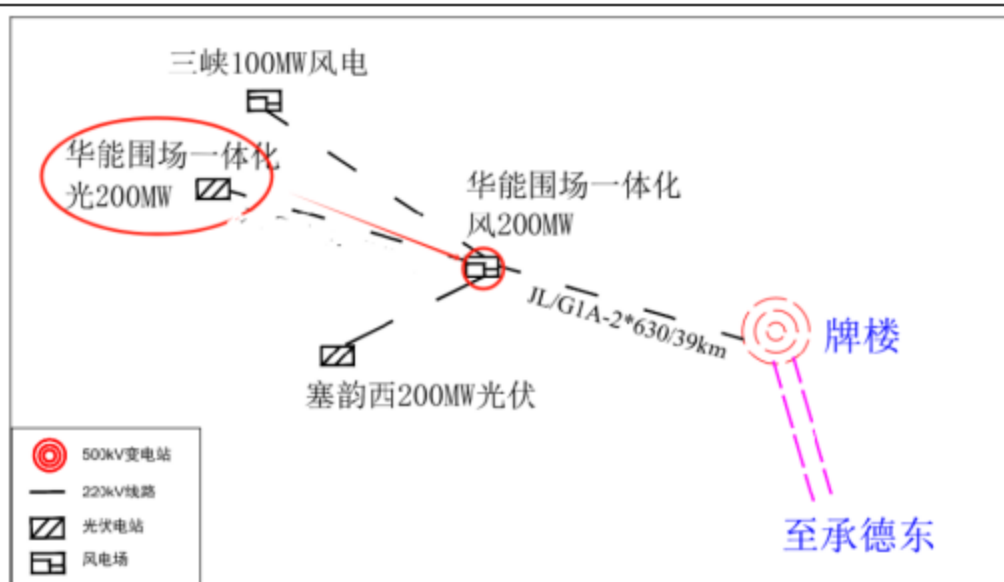 三峡100MW风电
华能围场一体化
光200MW
华能围场一体化
风200MW
JL/G1A-2*630/39km
牌楼
塞韵西200MW光伏
至承德东
500kV变电站
220kV线路
光伏电站
风电场